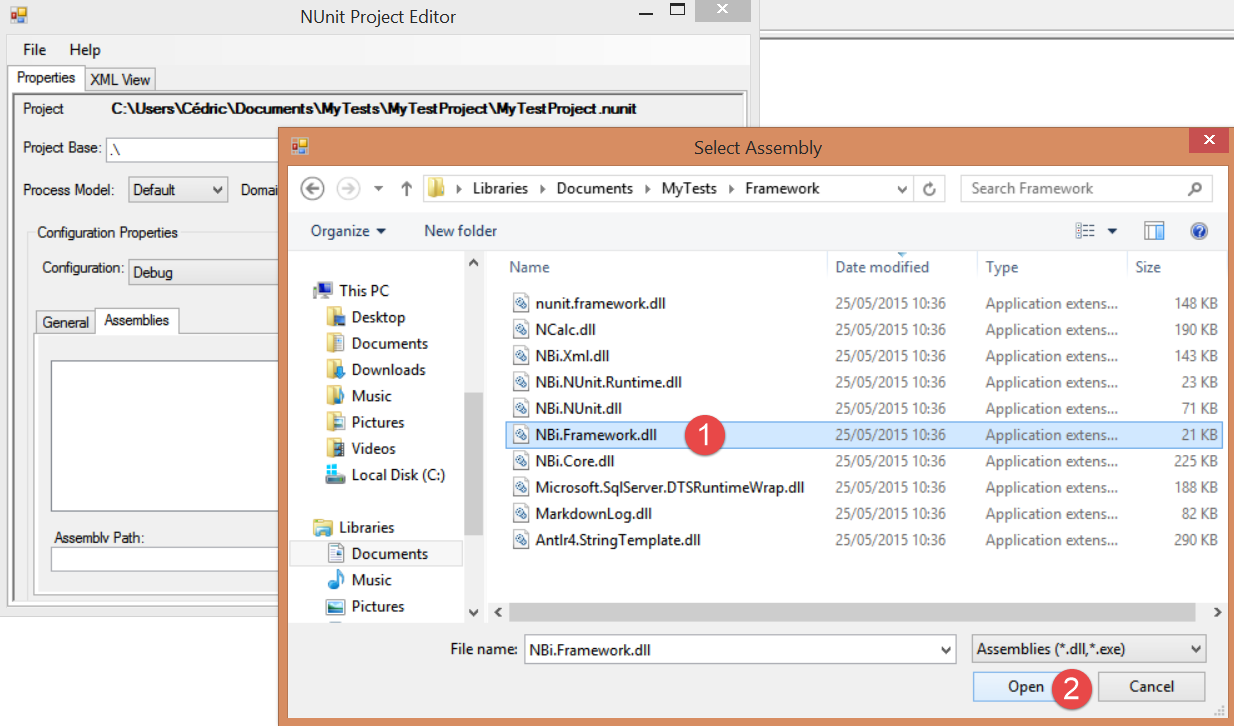 NUnit Project Editor
File Help
Properties XML View
Project C:\Users\Cédric\Documents\MyTests\MyTestProject\MyTestProject.nunit
Project Base: .\
Process Model: Default Domai
Configuration Properties
Configuration: Debug
General Assemblies
Assembly Path:
Select Assembly
Libraries Documents MyTests Framework Search Framework
Organize New folder
Name Date modified Type Size
This PC
Desktop
Documents
Downloads
Music
Pictures
Videos
Local Disk (C:)
Libraries
Documents
Music
Pictures
nunit.framework.dll 25/05/2015 10:36 Application extens... 148 KB
NCalc.dll 25/05/2015 10:36 Application extens... 190 KB
NBi.Xml.dll 25/05/2015 10:36 Application extens... 143 KB
NBi.NUnit.Runtime.dll 25/05/2015 10:36 Application extens... 23 KB
NBi.NUnit.dll 25/05/2015 10:36 Application extens... 71 KB
NBi.Framework.dll 1 25/05/2015 10:36 Application extens... 21 KB
NBi.Core.dll 25/05/2015 10:36 Application extens... 225 KB
Microsoft.SqlServer.DTSRuntimeWrap.dll 25/05/2015 10:36 Application extens... 188 KB
MarkdownLog.dll 25/05/2015 10:36 Application extens... 82 KB
Antlr4.StringTemplate.dll 25/05/2015 10:36 Application extens... 290 KB
File name: NBi.Framework.dll Assemblies (*.dll,*.exe)
Open 2 Cancel